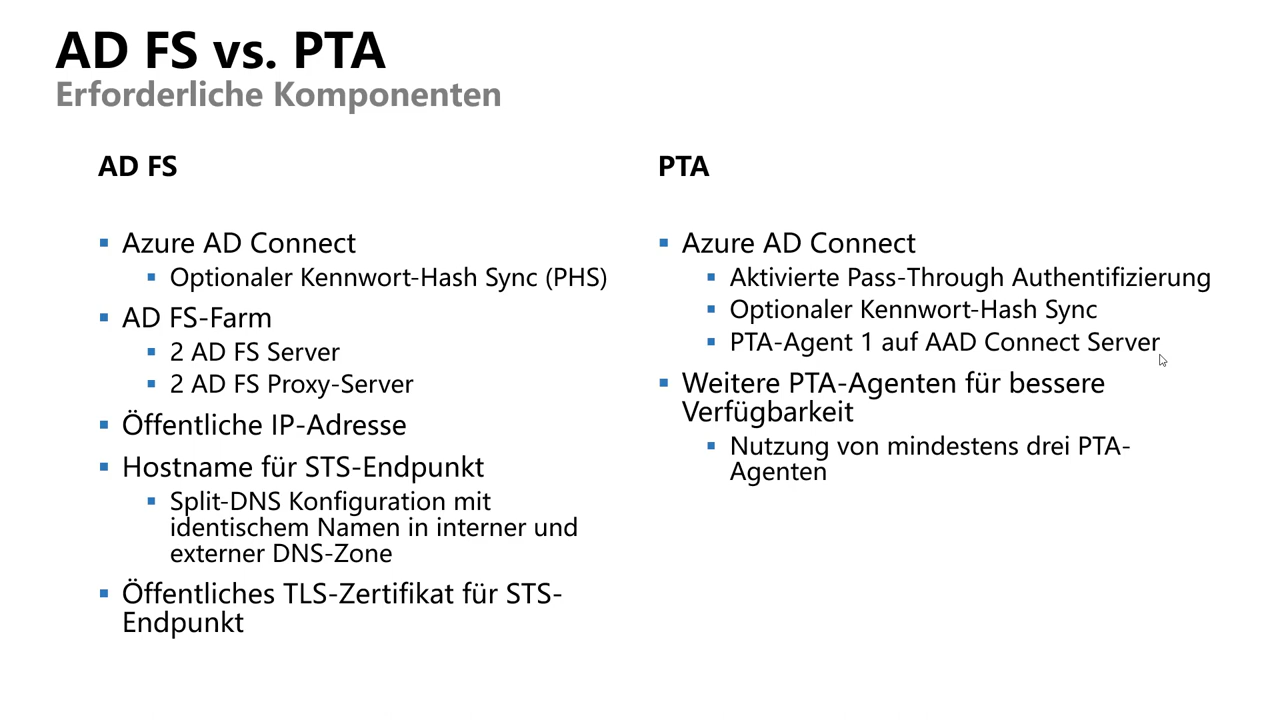 AD FS vs. PTA
Erforderliche Komponenten
AD FS
Azure AD Connect
Optionaler Kennwort-Hash Sync (PHS)
AD FS-Farm
2 AD FS Server
2 AD FS Proxy-Server
Öffentliche IP-Adresse
Hostname für STS-Endpunkt
Split-DNS Konfiguration mit
identischem Namen in interner und
externer DNS-Zone
Öffentliches TLS-Zertifikat für STS-
Endpunkt
PTA
Azure AD Connect
Aktivierte Pass-Through Authentifizierung
Optionaler Kennwort-Hash Sync
PTA-Agent 1 auf AAD Connect Server
Weitere PTA-Agenten für bessere
Verfügbarkeit
Nutzung von mindestens drei PTA-
Agenten